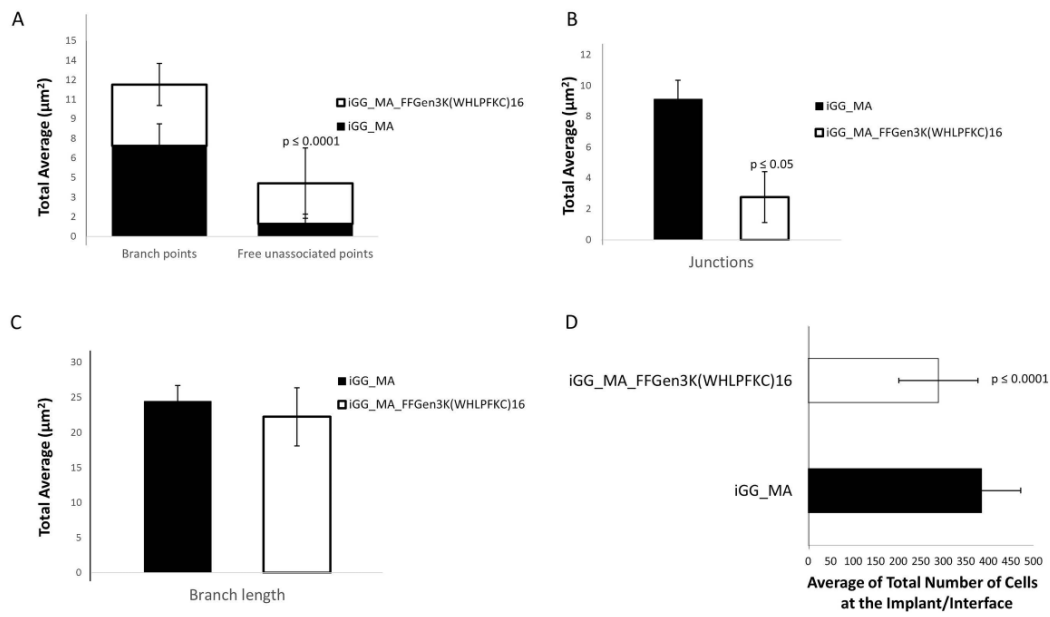 A
Total Average (µm²)
15
14
12
11
9
8
6
5
3
2
0
p ≤ 0.0001
Branch points
Free unassociated points
iGG_MA_FFGen3K(WHLPFKC)16
iGG_MA
B
Total Average (µm²)
12
10
8
6
4
2
0
p ≤ 0.05
Junctions
iGG_MA
iGG_MA_FFGen3K(WHLPFKC)16
C
Total Average (µm²)
30
25
20
15
10
5
0
Branch length
iGG_MA
iGG_MA_FFGen3K(WHLPFKC)16
D
iGG_MA_FFGen3K(WHLPFKC)16
p ≤ 0.0001
iGG_MA
0 50 100 150 200 250 300 350 400 450 500
Average of Total Number of Cells
at the Implant/Interface